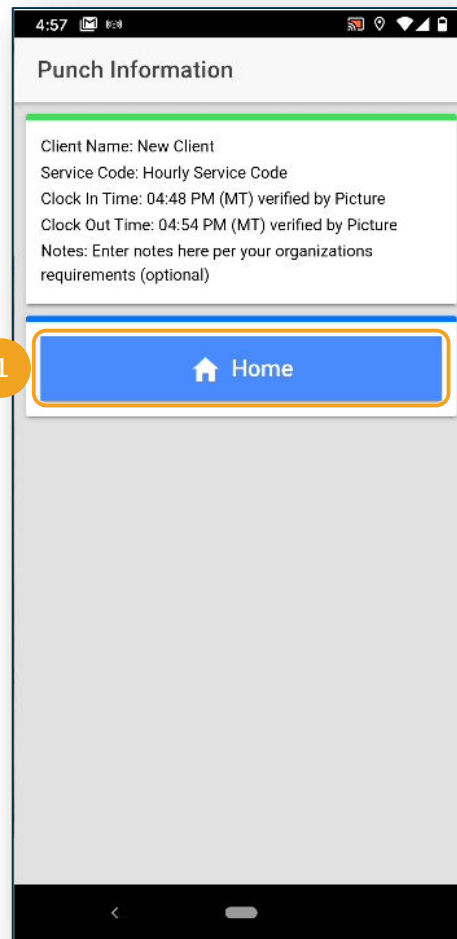 4:57
Punch Information
Client Name: New Client
Service Code: Hourly Service Code
Clock In Time: 04:48 PM (MT) verified by Picture
Clock Out Time: 04:54 PM (MT) verified by Picture
Notes: Enter notes here per your organizations
requirements (optional)
1
Home